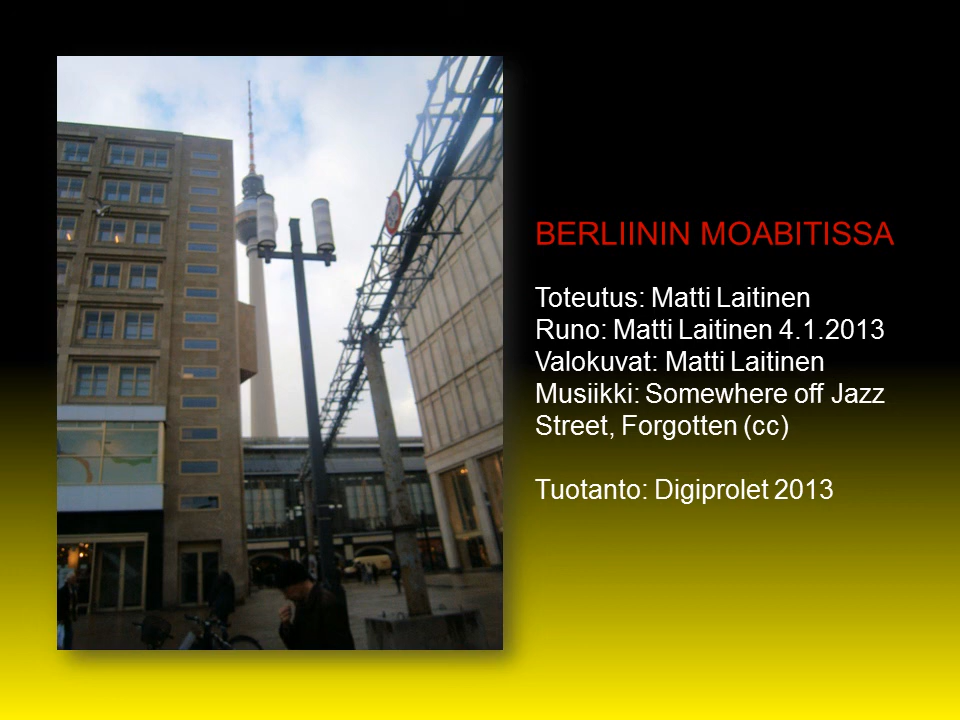 BERLIININ MOABITISSA
Toteutus: Matti Laitinen
Runo: Matti Laitinen 4.1.2013
Valokuvat: Matti Laitinen
Musiikki: Somewhere off Jazz
Street, Forgotten (cc)
Tuotanto: Digiprolet 2013